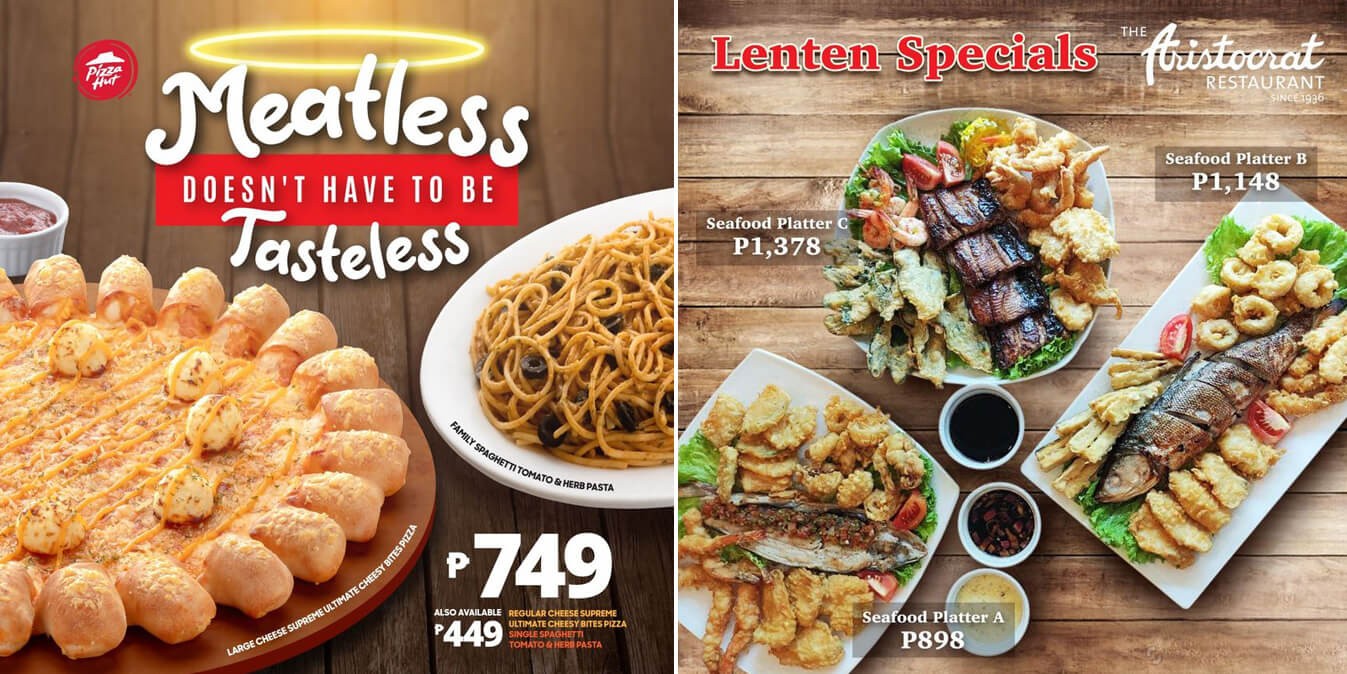 Pizza
Hut
Meatless
DOESN'T HAVE TO BE
Tasteless
FAMILY SPAGHETTI TOMATO & HERB PASTA
LARGE CHEESE SUPREME ULTIMATE CHEESY BITES PIZZA
₱749
ALSO AVAILABLE
₱449
REGULAR CHEESE SUPREME
ULTIMATE CHEESY BITES PIZZA
SINGLE SPAGHETTI
TOMATO & HERB PASTA
Lenten Specials
THE Aristocrat
RESTAURANT
SINCE 1936
Seafood Platter B
P1,148
Seafood Platter C
P1,378
Seafood Platter A
P898